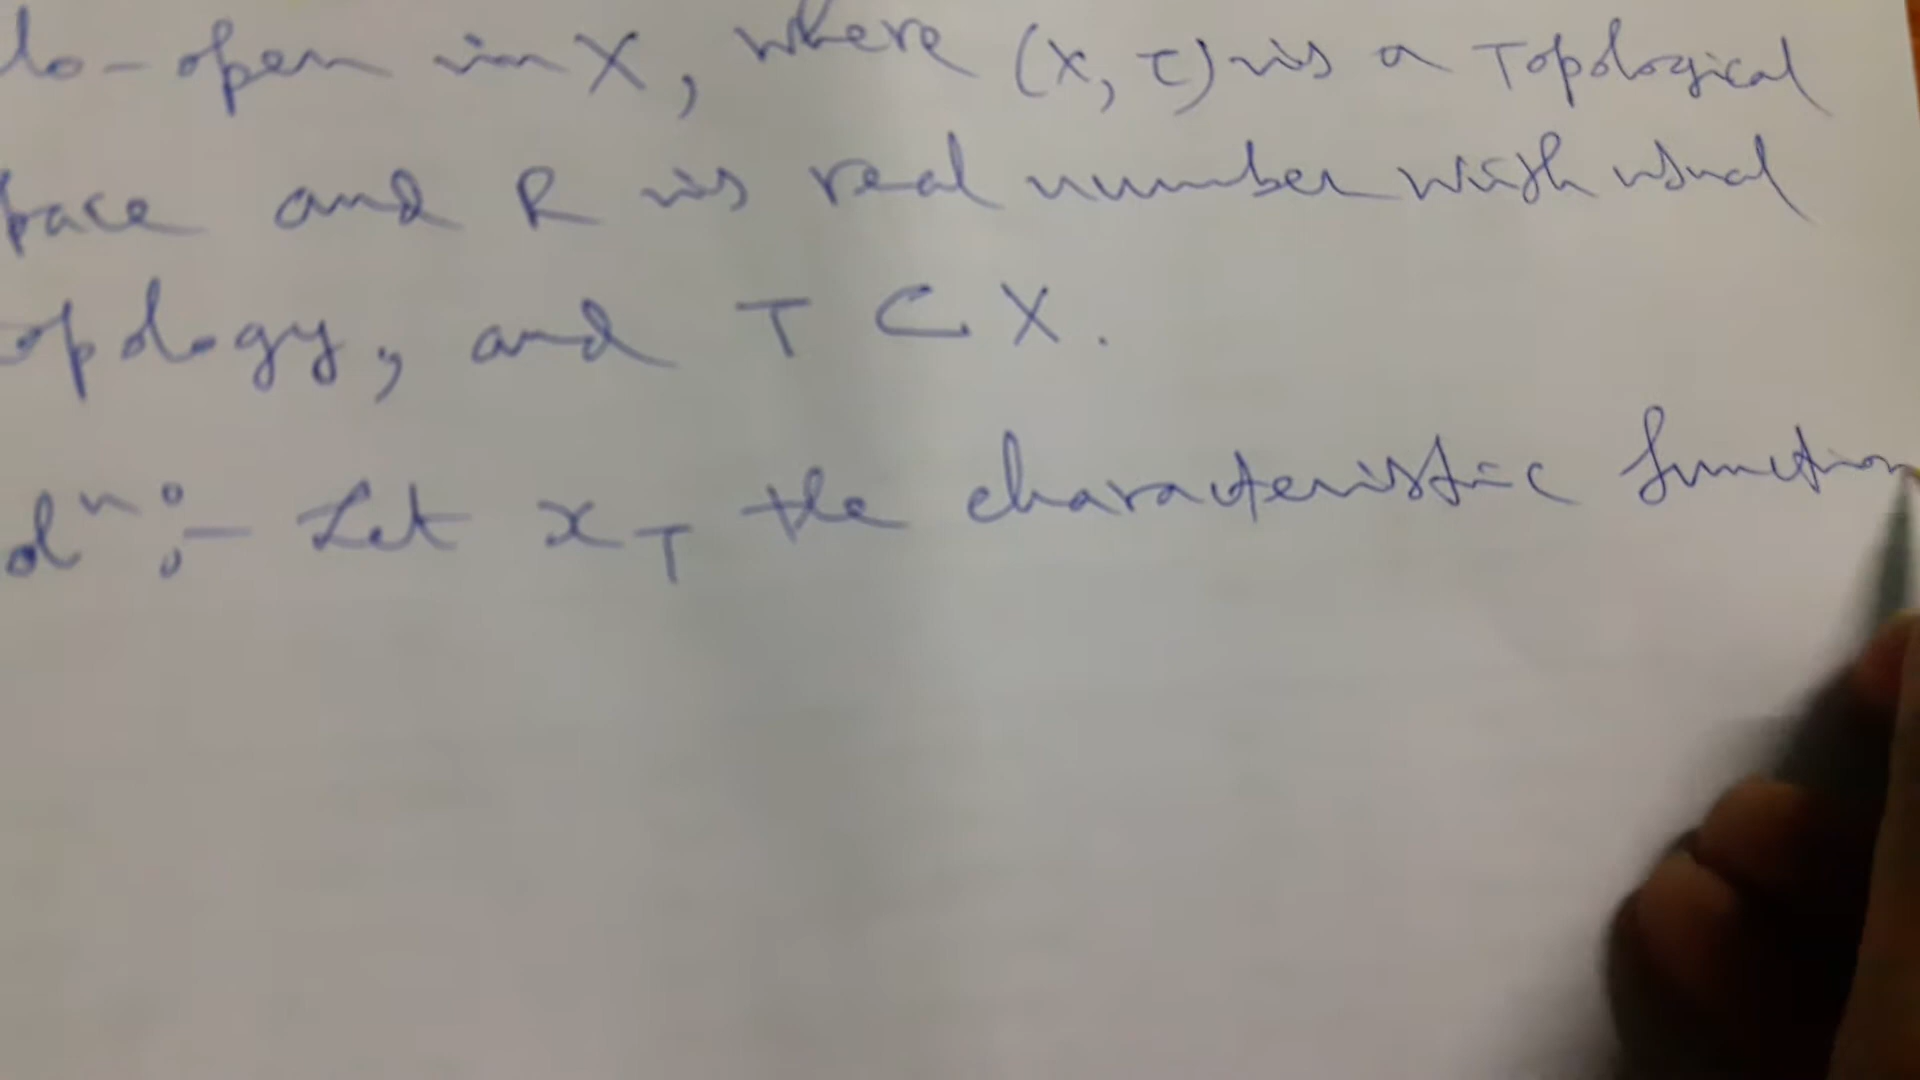 lo-open in X, where (X, τ) is a Topological
pace and R is real number with usual
opology, and T ⊂ X.
dⁿ:- Let x_T the characteristic function